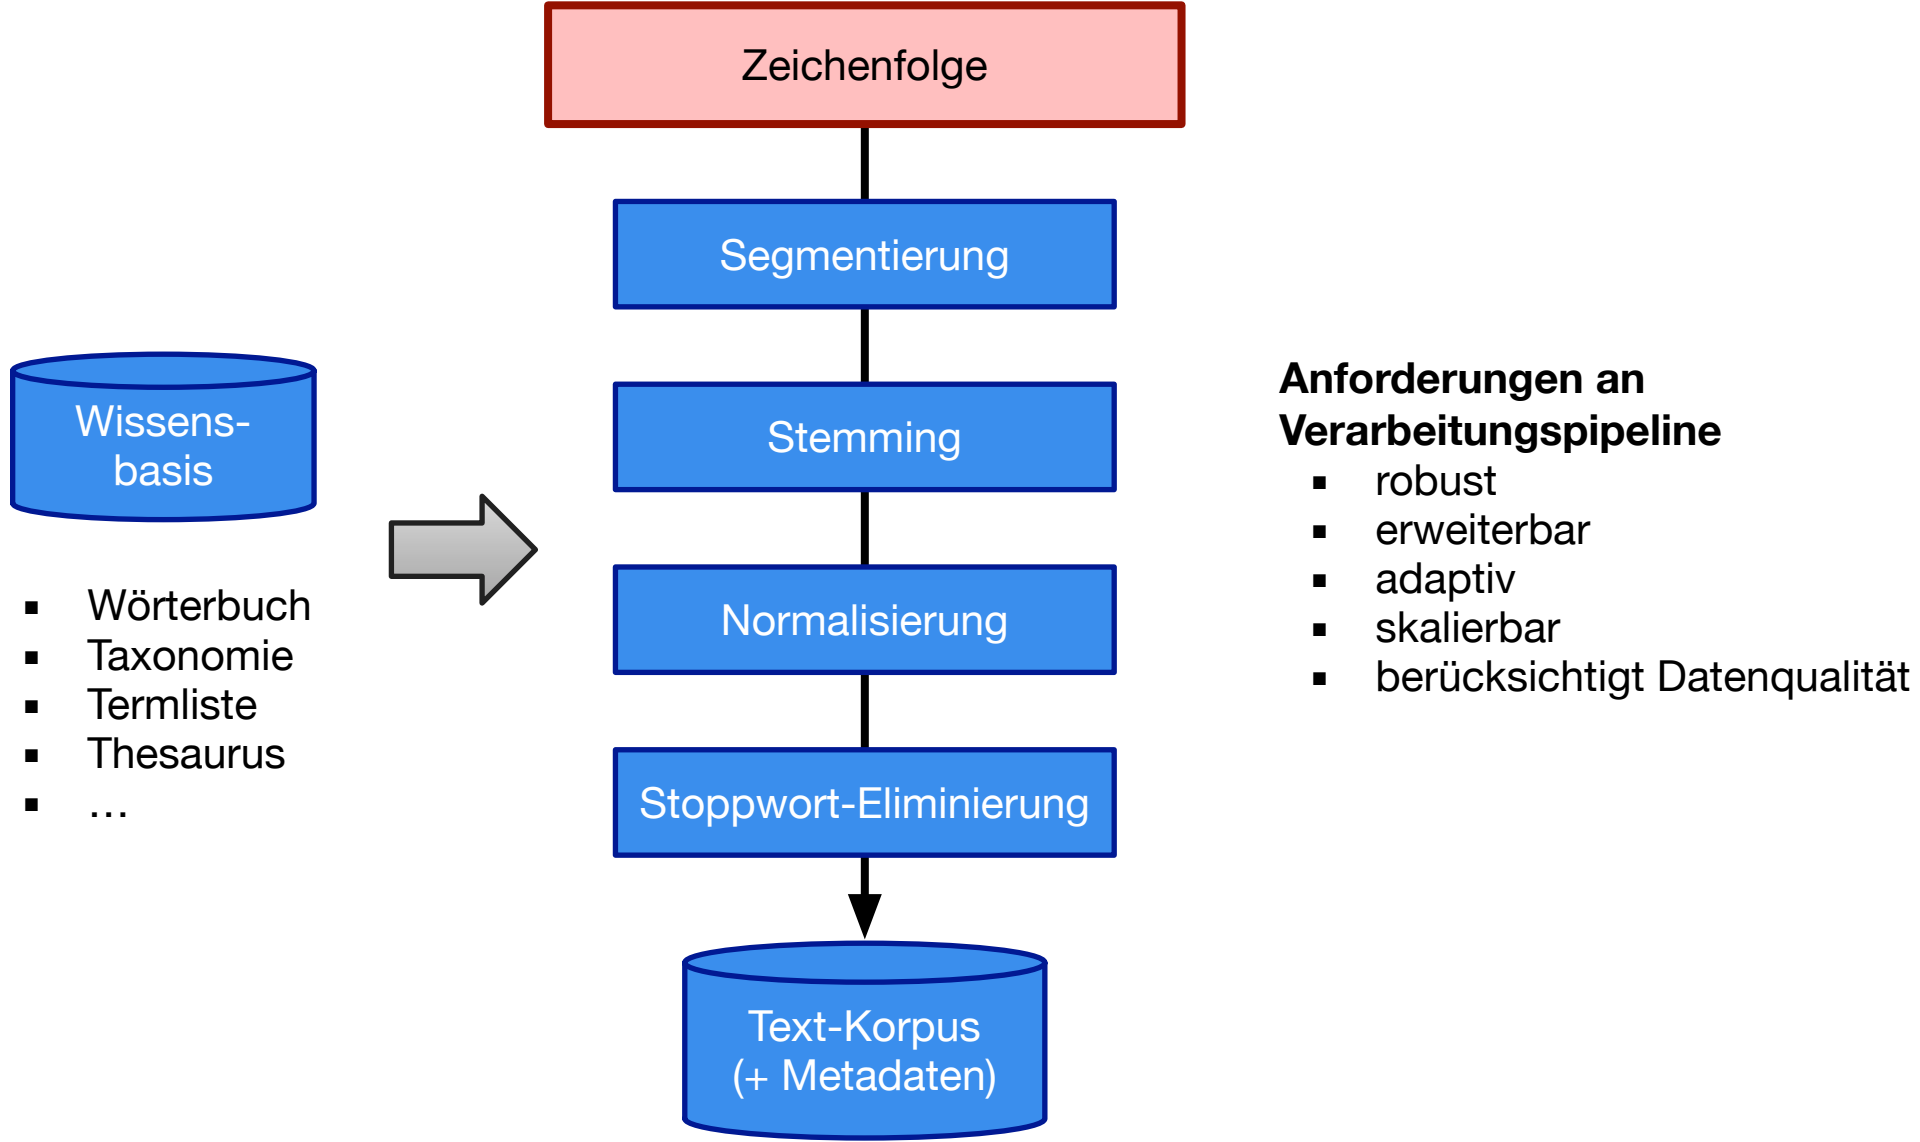 Zeichenfolge
Segmentierung
Stemming
Normalisierung
Stoppwort-Eliminierung
Text-Korpus
(+ Metadaten)
Wissens-
basis
▪ Wörterbuch
▪ Taxonomie
▪ Termliste
▪ Thesaurus
▪ …
Anforderungen an
Verarbeitungspipeline
▪ robust
▪ erweiterbar
▪ adaptiv
▪ skalierbar
▪ berücksichtigt Datenqualität